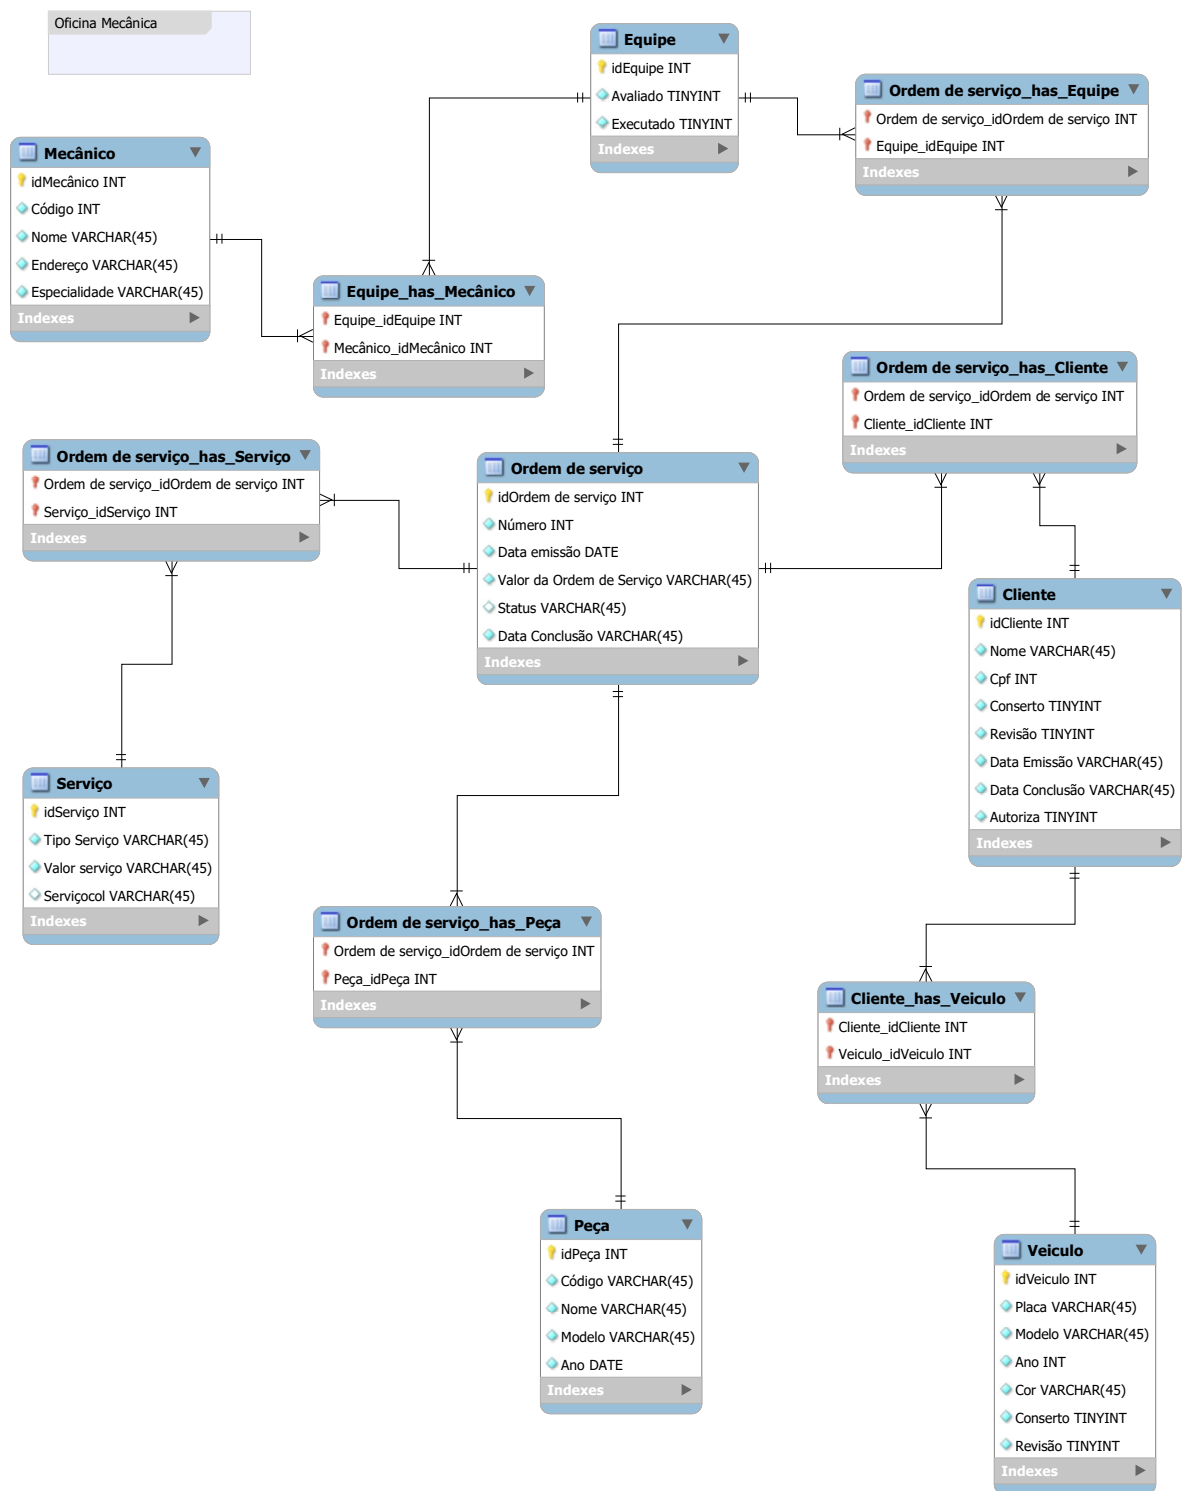 Oficina Mecânica
Equipe
idEquipe INT
Avaliado TINYINT
Executado TINYINT
Indexes
Ordem de serviço_has_Equipe
Ordem de serviço_idOrdem de serviço INT
Equipe_idEquipe INT
Indexes
Mecânico
idMecânico INT
Código INT
Nome VARCHAR(45)
Endereço VARCHAR(45)
Especialidade VARCHAR(45)
Indexes
Equipe_has_Mecânico
Equipe_idEquipe INT
Mecânico_idMecânico INT
Indexes
Ordem de serviço_has_Cliente
Ordem de serviço_idOrdem de serviço INT
Cliente_idCliente INT
Indexes
Ordem de serviço_has_Serviço
Ordem de serviço_idOrdem de serviço INT
Serviço_idServiço INT
Indexes
Ordem de serviço
idOrdem de serviço INT
Número INT
Data emissão DATE
Valor da Ordem de Serviço VARCHAR(45)
Status VARCHAR(45)
Data Conclusão VARCHAR(45)
Indexes
Cliente
idCliente INT
Nome VARCHAR(45)
Cpf INT
Conserto TINYINT
Revisão TINYINT
Data Emissão VARCHAR(45)
Data Conclusão VARCHAR(45)
Autoriza TINYINT
Indexes
Serviço
idServiço INT
Tipo Serviço VARCHAR(45)
Valor serviço VARCHAR(45)
Serviçocol VARCHAR(45)
Indexes
Ordem de serviço_has_Peça
Ordem de serviço_idOrdem de serviço INT
Peça_idPeça INT
Indexes
Cliente_has_Veiculo
Cliente_idCliente INT
Veiculo_idVeiculo INT
Indexes
Peça
idPeça INT
Código VARCHAR(45)
Nome VARCHAR(45)
Modelo VARCHAR(45)
Ano DATE
Indexes
Veiculo
idVeiculo INT
Placa VARCHAR(45)
Modelo VARCHAR(45)
Ano INT
Cor VARCHAR(45)
Conserto TINYINT
Revisão TINYINT
Indexes